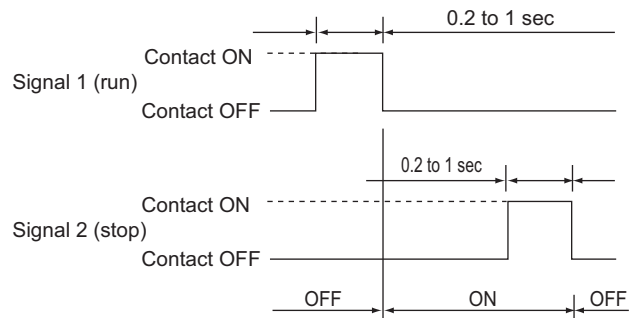 0.2 to 1 sec
Contact ON
Signal 1 (run)
Contact OFF
0.2 to 1 sec
Contact ON
Signal 2 (stop)
Contact OFF
OFF ON OFF